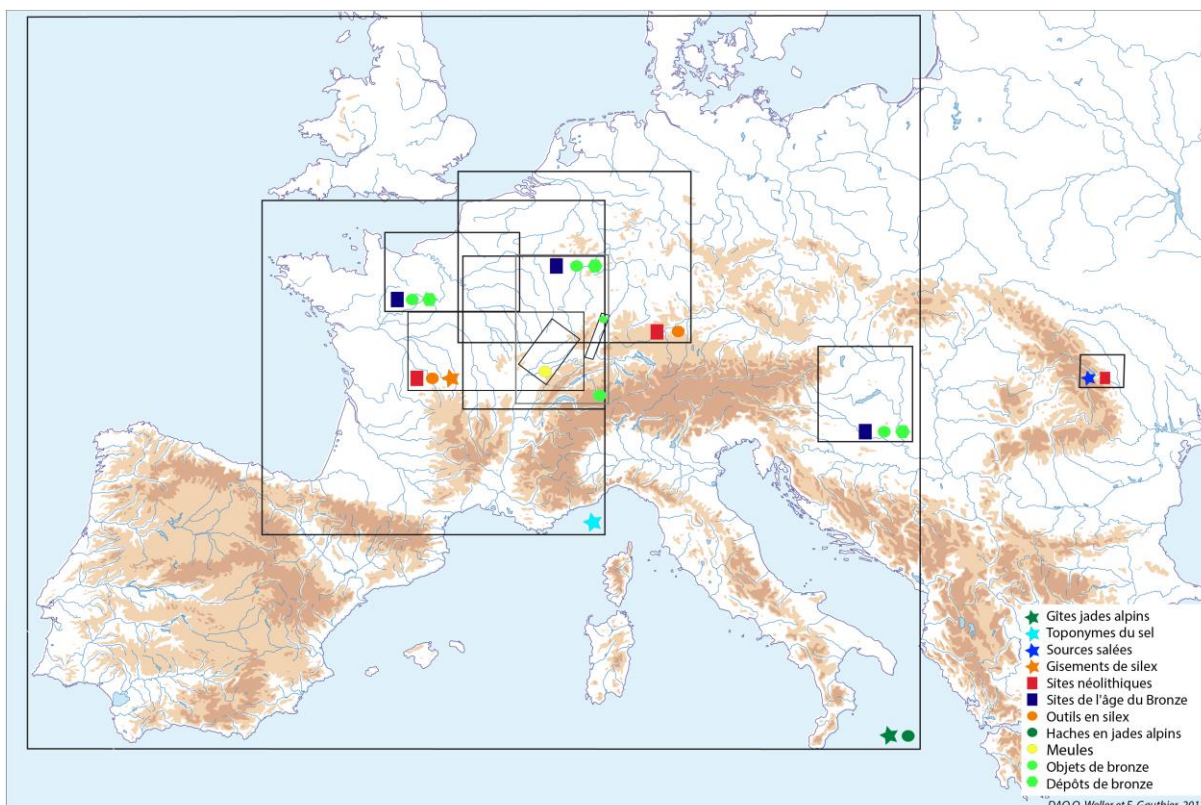 Gîtes jades alpins
Toponymes du sel
Sources salées
Gisements de silex
Sites néolithiques
Sites de l'âge du Bronze
Outils en silex
Haches en jades alpins
Meules
Objets de bronze
Dépôts de bronze
DAO O. Weller et E. Gauthier, 201